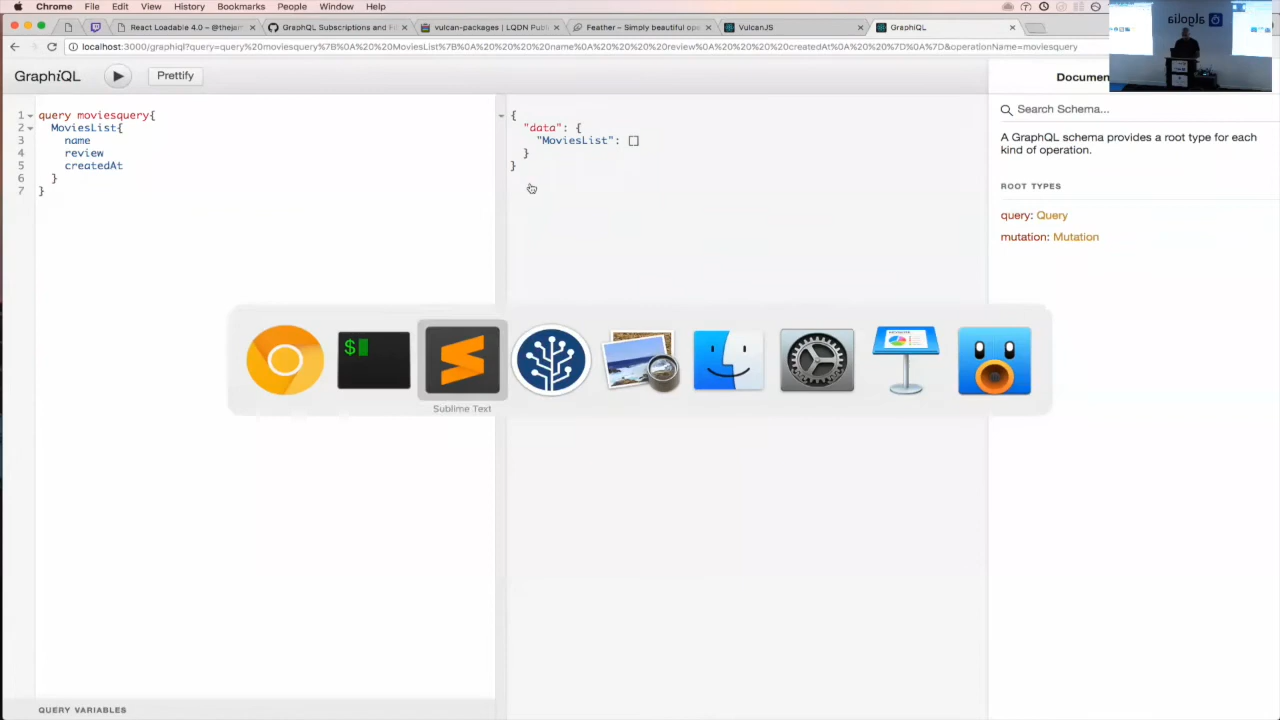 Chrome File Edit View History Bookmarks People Window Help
React Loadable 4.0 – @thejam
GraphQL Subscriptions and Fu
vulcan-packages | LQDN Publi
Feather – Simply beautiful ope
VulcanJS
GraphiQL
localhost:3000/graphiql?query=query%20moviesquery%7B%0A%20%20MoviesList%7B%0A%20%20%20%20name%0A%20%20%20%20review%0A%20%20%20%20createdAt%0A%20%20%7D%0A%7D&operationName=moviesquery
algolia
GraphiQL
Prettify
Documen
1 query moviesquery{
2 MoviesList{
3 name
4 review
5 createdAt
6 }
7 }
{
"data": {
"MoviesList": []
}
}
Search Schema...
A GraphQL schema provides a root type for each
kind of operation.
ROOT TYPES
query: Query
mutation: Mutation
$
Sublime Text
QUERY VARIABLES